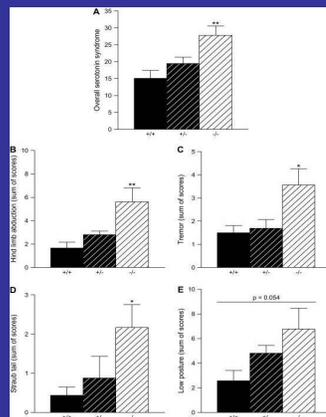 A
Overall serotonin syndrome
35
30
25
20
15
10
5
0
**
+/+ +/- -/-
B
Hind limb abduction (sum of scores)
10
8
6
4
2
0
**
+/+ +/- -/-
C
Tremor (sum of scores)
5
4
3
2
1
0
*
+/+ +/- -/-
D
Straub tail (sum of scores)
3
2
1
0
*
+/+ +/- -/-
E
Low posture (sum of scores)
10
8
6
4
2
0
p = 0.054
+/+ +/- -/-